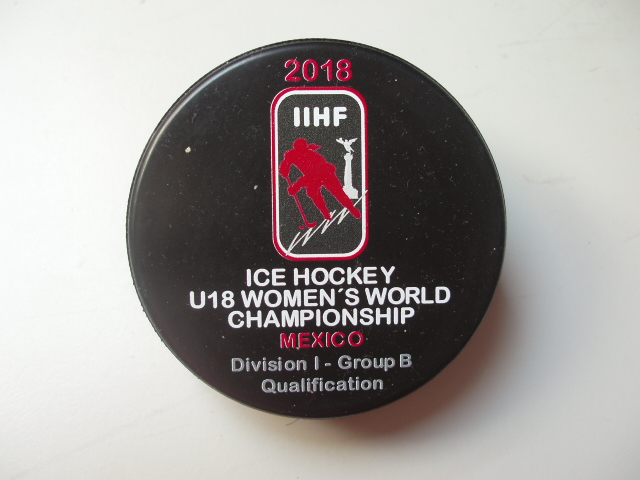 2018
IIHF
ICE HOCKEY
U18 WOMEN´S WORLD
CHAMPIONSHIP
MEXICO
Division I - Group B
Qualification